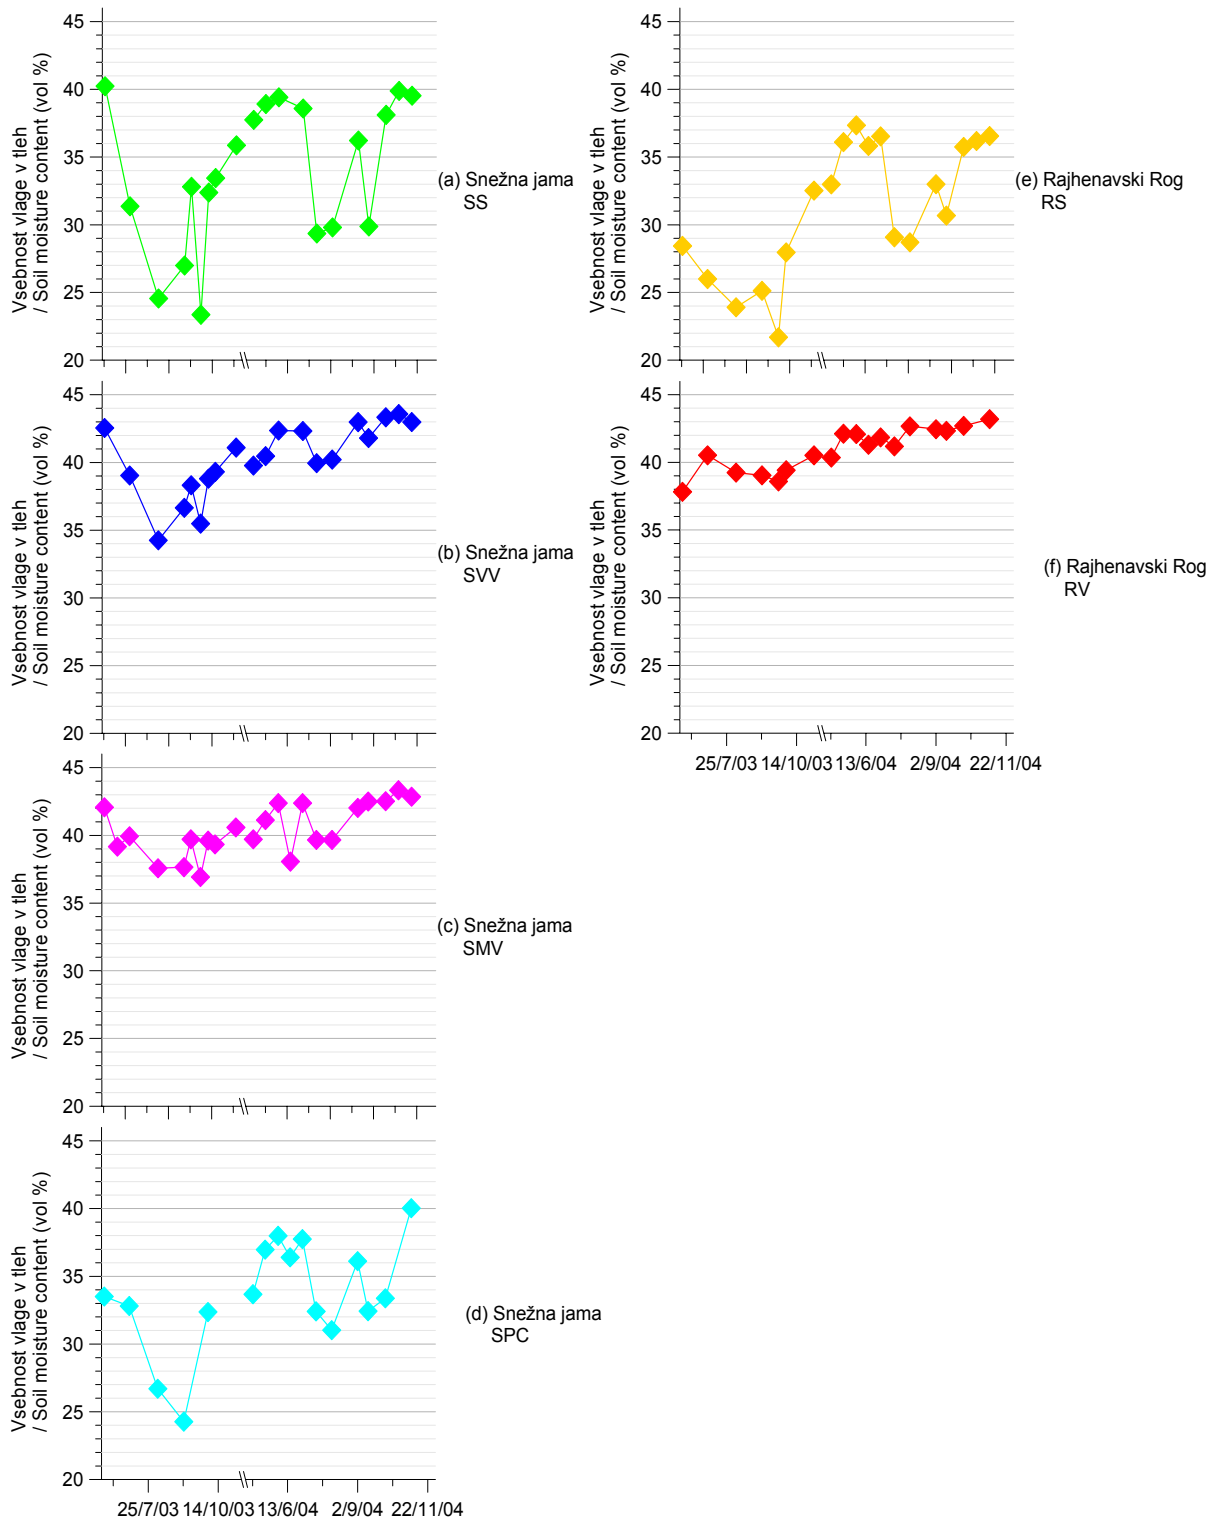 Vsebnost vlage v tleh
/ Soil moisture content (vol %)
45
40
35
30
25
20
(a) Snežna jama
SS
Vsebnost vlage v tleh
/ Soil moisture content (vol %)
45
40
35
30
25
20
(b) Snežna jama
SVV
Vsebnost vlage v tleh
/ Soil moisture content (vol %)
45
40
35
30
25
20
(c) Snežna jama
SMV
Vsebnost vlage v tleh
/ Soil moisture content (vol %)
45
40
35
30
25
20
(d) Snežna jama
SPC
25/7/03 14/10/03 13/6/04 2/9/04 22/11/04
Vsebnost vlage v tleh
/ Soil moisture content (vol %)
45
40
35
30
25
20
(e) Rajhenavski Rog
RS
Vsebnost vlage v tleh
/ Soil moisture content (vol %)
45
40
35
30
25
20
(f) Rajhenavski Rog
RV
25/7/03 14/10/03 13/6/04 2/9/04 22/11/04